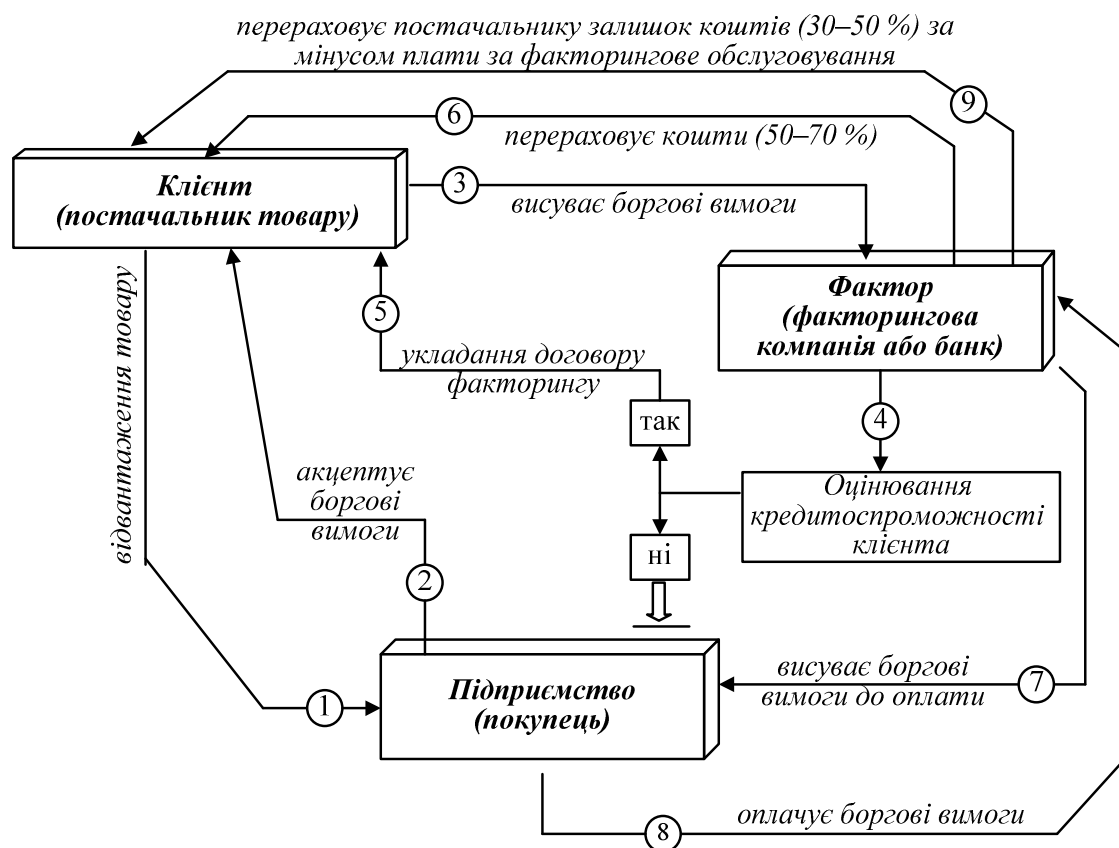 перераховує постачальнику залишок коштів (30–50 %) за
мінусом плати за факторингове обслуговування
9
6
перераховує кошти (50–70 %)
Клієнт
(постачальник товару)
3
висуває боргові вимоги
Фактор
(факторингова
компанія або банк)
5
укладання договору
факторингу
так
4
відвантаження товару
акцептує
боргові
вимоги
Оцінювання
кредитоспроможності
клієнта
ні
2
Підприємство
(покупець)
висуває боргові
вимоги до оплати
7
1
оплачує боргові вимоги
8